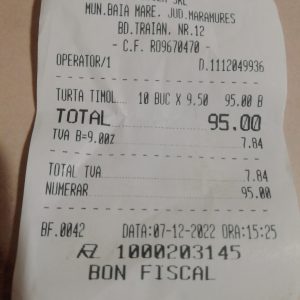 SRL
MUN.BAIA MARE, JUD.MARAMURES
BD.TRAIAN, NR.12
- C.F. RO9670470 -
OPERATOR/1 D.1112049936
TURTA TIMOL 10 BUC X 9.50 95.00 B
TOTAL 95.00
TVA B=9.00% 7.84
TOTAL TVA 7.84
NUMERAR 95.00
BF.0042 DATA:07-12-2022 ORA:15:25
1000203145
BON FISCAL